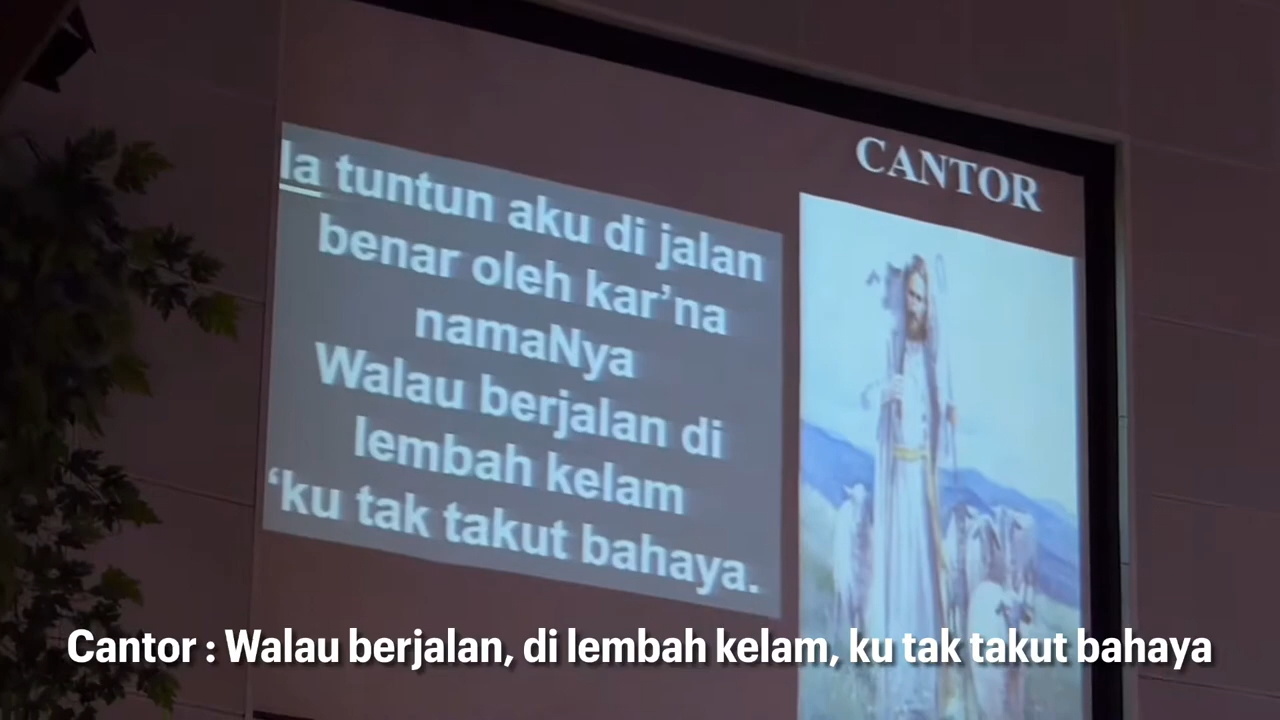 CANTOR
Ia tuntun aku di jalan
benar oleh kar’na
namaNya
Walau berjalan di
lembah kelam
‘ku tak takut bahaya.
Cantor : Walau berjalan, di lembah kelam, ku tak takut bahaya